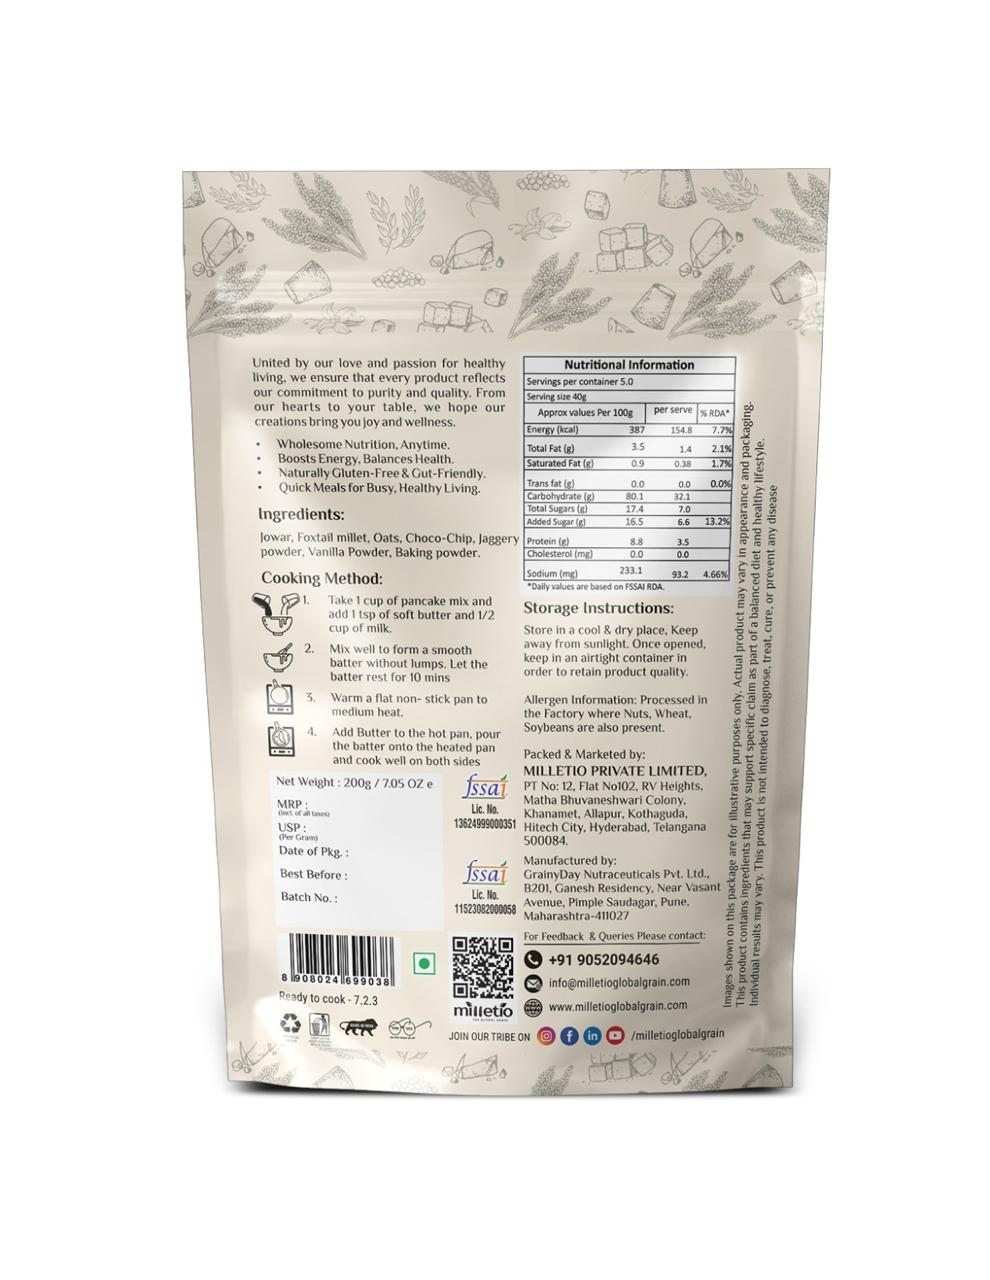 United by our love and passion for healthy
living, we ensure that every product reflects
our commitment to purity and quality. From
our hearts to your table, we hope our
creations bring you joy and wellness.
• Wholesome Nutrition, Anytime.
• Boosts Energy, Balances Health.
• Naturally Gluten-Free & Gut-Friendly.
• Quick Meals for Busy, Healthy Living.
Ingredients:
Jowar, Foxtail millet, Oats, Choco-Chip, Jaggery
powder, Vanilla Powder, Baking powder.
Cooking Method:
1. Take 1 cup of pancake mix and
add 1 tsp of soft butter and 1/2
cup of milk.
2. Mix well to form a smooth
batter without lumps. Let the
batter rest for 10 mins
3. Warm a flat non- stick pan to
medium heat.
4. Add Butter to the hot pan, pour
the batter onto the heated pan
and cook well on both sides
Net Weight : 200g / 7.05 OZ e
MRP :
(Incl. of all taxes)
USP :
(Per Gram)
Date of Pkg. :
Best Before :
Batch No. :
fssai
Lic. No.
13624999000351
fssai
Lic. No.
11523082000058
8 908024 699038
Ready to cook - 7.2.3
milletio
Nutritional Information
Servings per container 5.0
Serving size 40g
Approx values Per 100g per serve % RDA*
Energy (kcal) 387 154.8 7.7%
Total Fat (g) 3.5 1.4 2.1%
Saturated Fat (g) 0.9 0.38 1.7%
Trans fat (g) 0.0 0.0 0.0%
Carbohydrate (g) 80.1 32.1
Total Sugars (g) 17.4 7.0
Added Sugar (g) 16.5 6.6 13.2%
Protein (g) 8.8 3.5
Cholesterol (mg) 0.0 0.0
Sodium (mg) 233.1 93.2 4.66%
*Daily values are based on FSSAI RDA.
Storage Instructions:
Store in a cool & dry place, Keep
away from sunlight. Once opened,
keep in an airtight container in
order to retain product quality.
Allergen Information: Processed in
the Factory where Nuts, Wheat,
Soybeans are also present.
Packed & Marketed by:
MILLETIO PRIVATE LIMITED,
PT No: 12, Flat No102, RV Heights,
Matha Bhuvaneshwari Colony,
Khanamet, Allapur, Kothaguda,
Hitech City, Hyderabad, Telangana
500084.
Manufactured by:
GrainyDay Nutraceuticals Pvt. Ltd.,
B201, Ganesh Residency, Near Vasant
Avenue, Pimple Saudagar, Pune,
Maharashtra-411027
For Feedback & Queries Please contact:
+91 9052094646
info@milletioglobalgrain.com
www.milletioglobalgrain.com
JOIN OUR TRIBE ON /milletioglobalgrain
Images shown on this package are for illustrative purposes only. Actual product may vary in appearance and packaging.
This product contains ingredients that may support specific claim as part of a balanced diet and healthy lifestyle.
Individual results may vary. This product is not intended to diagnose, treat, cure, or prevent any disease